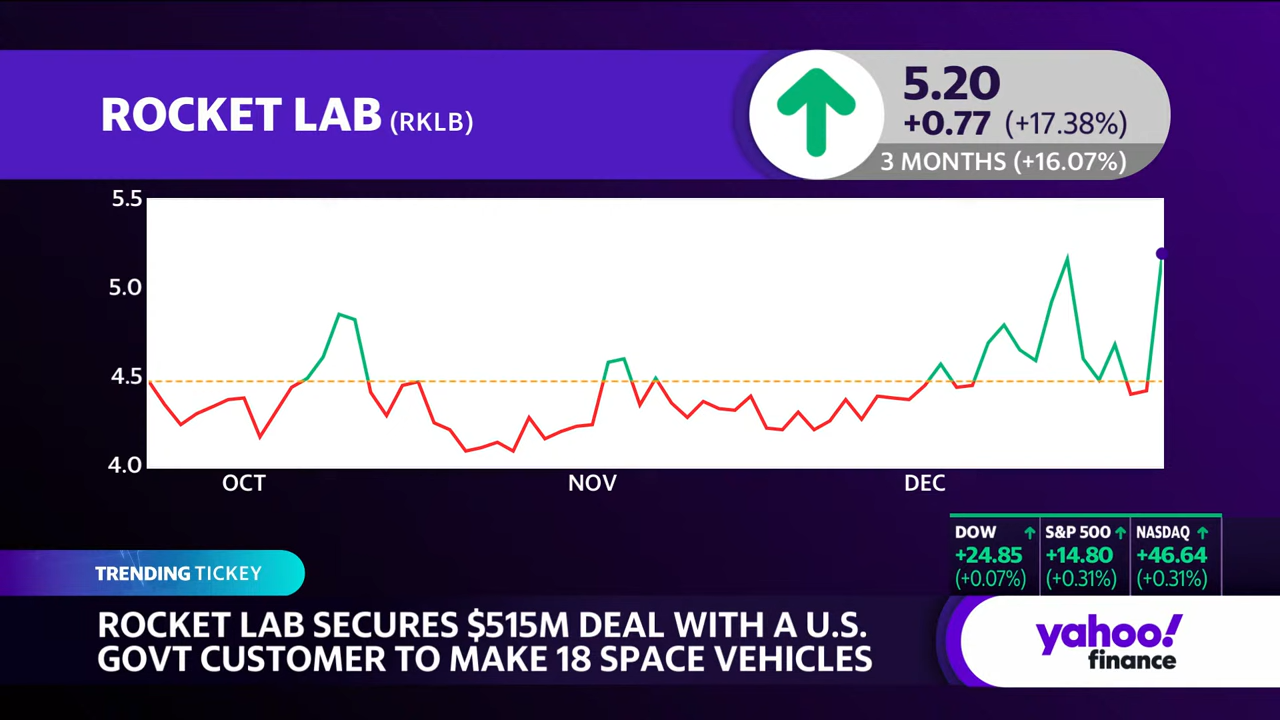 ROCKET LAB (RKLB)
5.20
+0.77 (+17.38%)
3 MONTHS (+16.07%)
5.5
5.0
4.5
4.0
OCT NOV DEC
DOW
+24.85
(+0.07%)
S&P 500
+14.80
(+0.31%)
NASDAQ
+46.64
(+0.31%)
TRENDING TICKEY
ROCKET LAB SECURES $515M DEAL WITH A U.S.
GOVT CUSTOMER TO MAKE 18 SPACE VEHICLES
yahoo!
finance